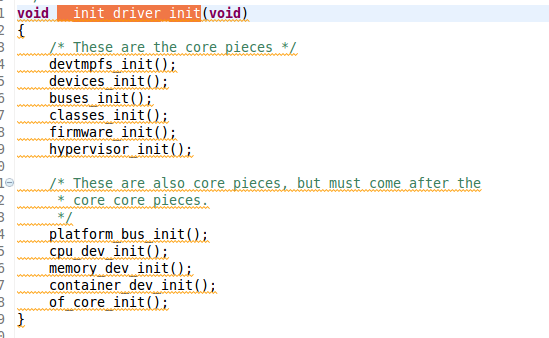 1 void __init driver_init(void)
2 {
3 /* These are the core pieces */
4 devtmpfs_init();
5 devices_init();
6 buses_init();
7 classes_init();
8 firmware_init();
9 hypervisor_init();
0
1 /* These are also core pieces, but must come after the
2 * core core pieces.
3 */
4 platform_bus_init();
5 cpu_dev_init();
6 memory_dev_init();
7 container_dev_init();
8 of_core_init();
9 }
0